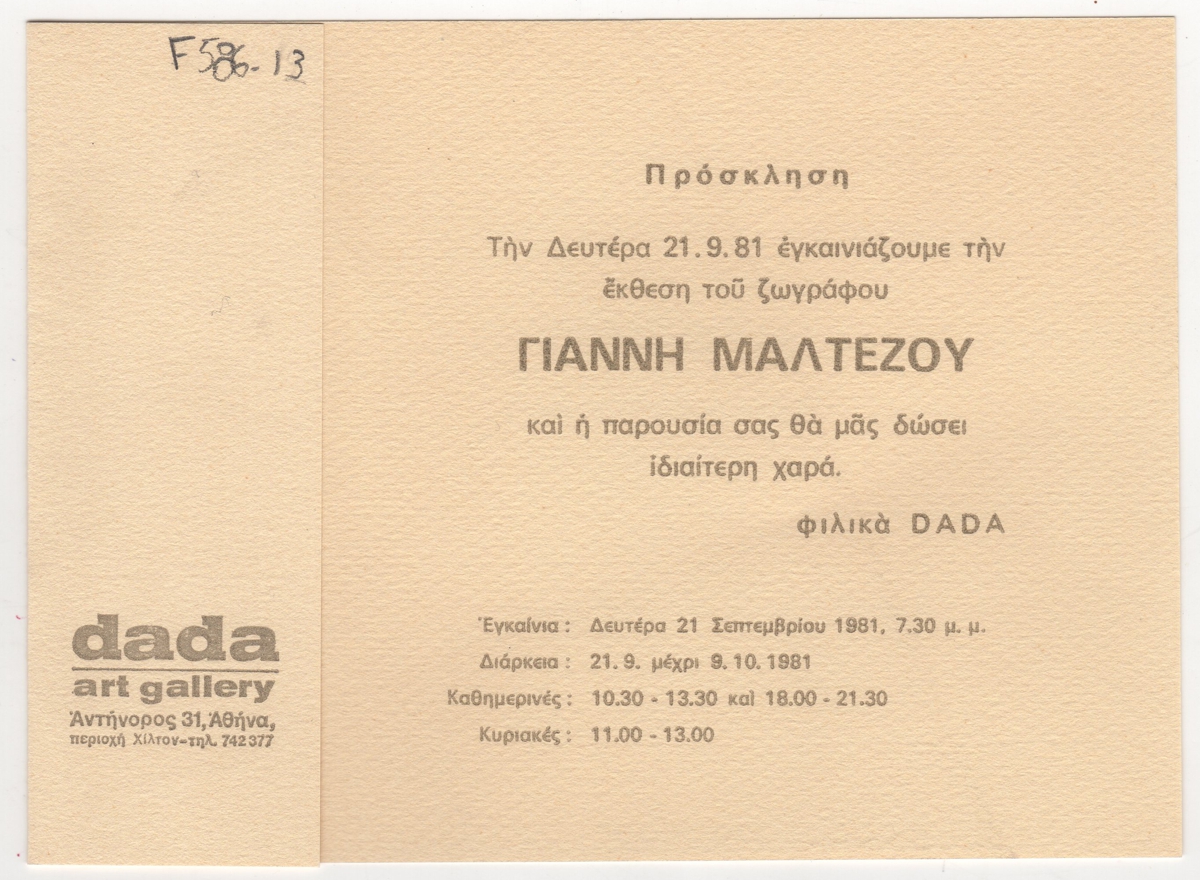 F586-13
Πρόσκληση
Τὴν Δευτέρα 21.9.81 ἐγκαινιάζουμε τὴν
ἔκθεση τοῦ ζωγράφου
ΓΙΑΝΝΗ ΜΑΛΤΕΖΟΥ
καὶ ἡ παρουσία σας θὰ μᾶς δώσει
ἰδιαίτερη χαρά.
φιλικὰ DADA
Ἐγκαίνια: Δευτέρα 21 Σεπτεμβρίου 1981, 7.30 μ. μ.
Διάρκεια: 21.9. μέχρι 9.10.1981
Καθημερινές: 10.30 - 13.30 καὶ 18.00 - 21.30
Κυριακές: 11.00 - 13.00
dada
art gallery
Ἀντήνορος 31, Ἀθήνα,
περιοχή Χίλτον-τηλ. 742377